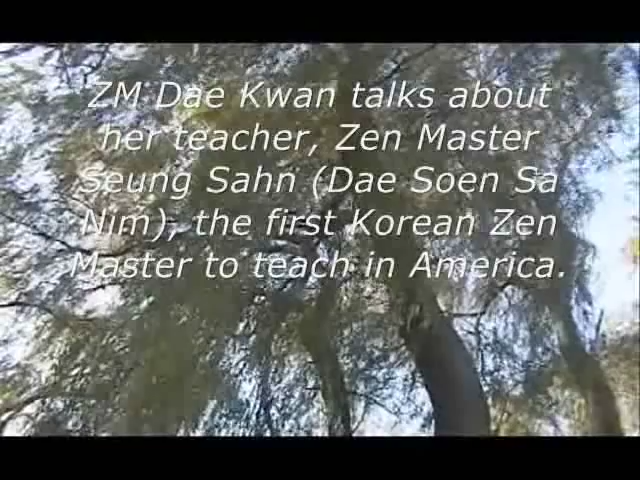 ZM Dae Kwan talks about
her teacher, Zen Master
Seung Sahn (Dae Soen Sa
Nim), the first Korean Zen
Master to teach in America.